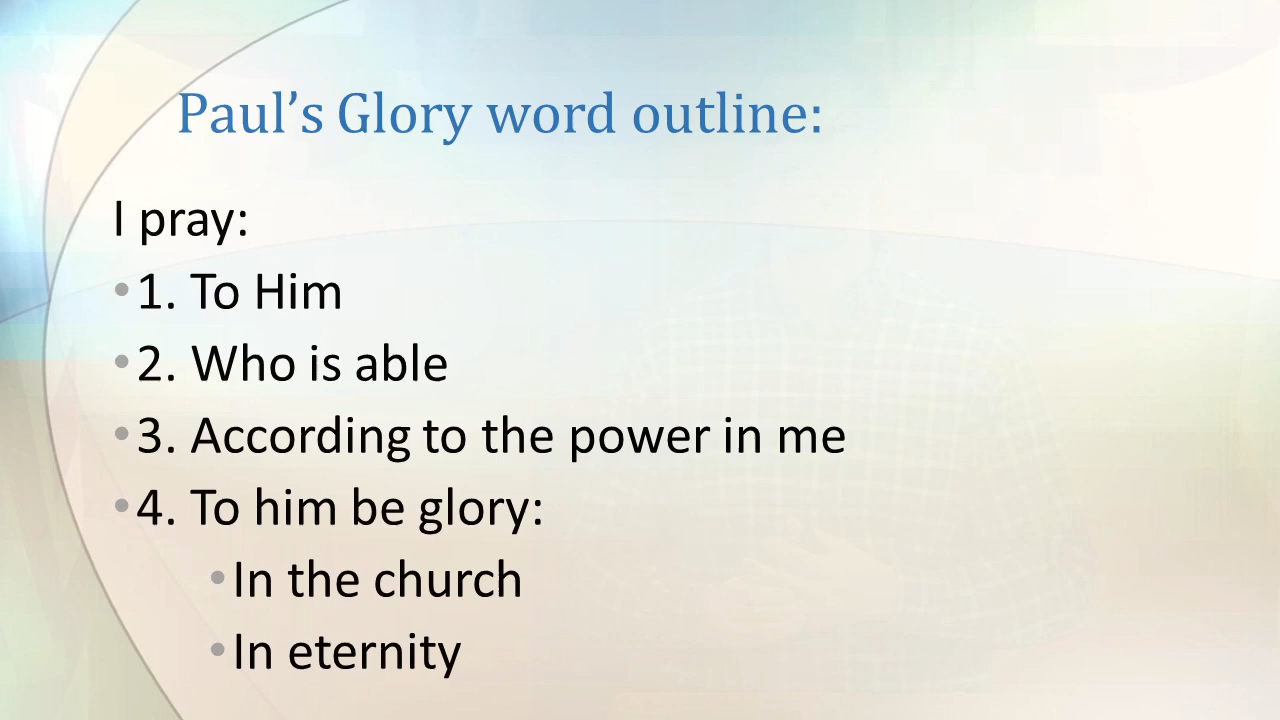 Paul’s Glory word outline:
I pray:
• 1. To Him
• 2. Who is able
• 3. According to the power in me
• 4. To him be glory:
• In the church
• In eternity